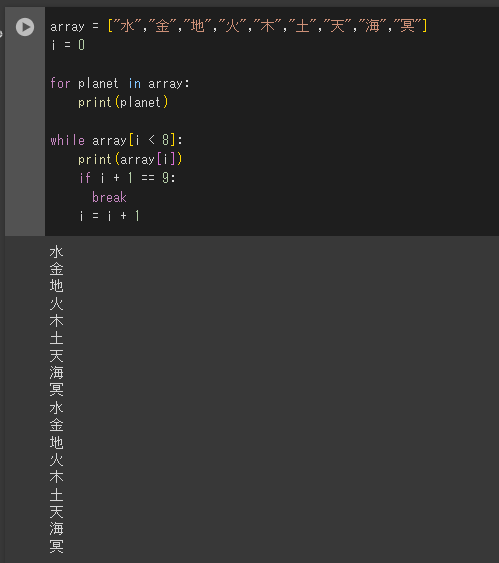 array = ["水","金","地","火","木","土","天","海","冥"]
i = 0
for planet in array:
    print(planet)
while array[i < 8]:
    print(array[i])
    if i + 1 == 9:
      break
    i = i + 1
水
金
地
火
木
土
天
海
冥
水
金
地
火
木
土
天
海
冥